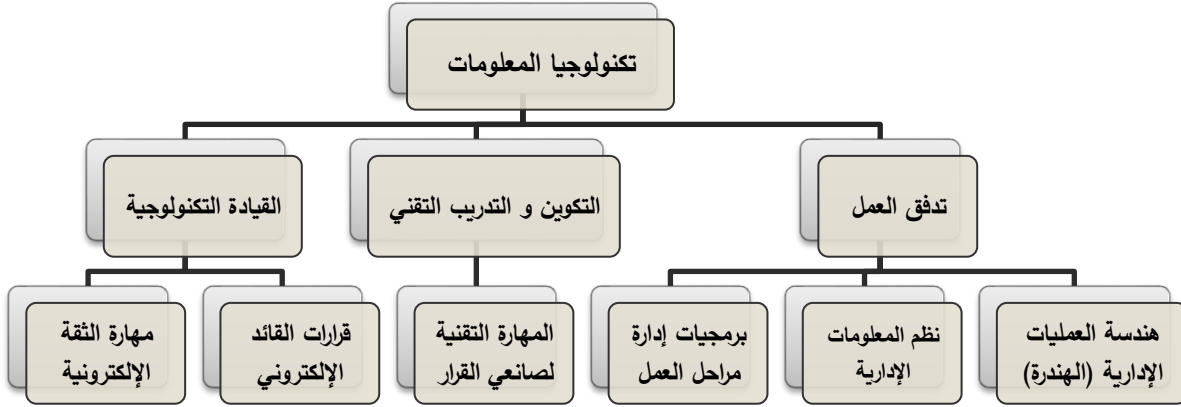 تكنولوجيا المعلومات
تدفق العمل
التكوين و التدريب التقني
القيادة التكنولوجية
هندسة العمليات
الإدارية (الهندرة)
نظم المعلومات
الإدارية
برمجيات إدارة
مراحل العمل
المهارة التقنية
لصانعي القرار
قرارات القائد
الإلكتروني
مهارة الثقة
الإلكترونية